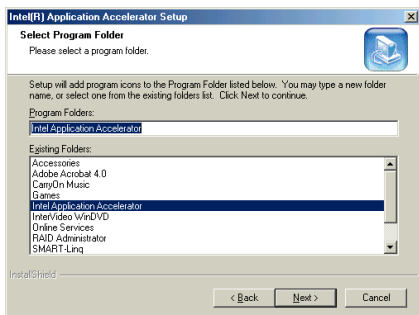 Intel(R) Application Accelerator Setup
Select Program Folder
Please select a program folder.
Setup will add program icons to the Program Folder listed below. You may type a new folder
name, or select one from the existing folders list. Click Next to continue.
Program Folders:
Intel Application Accelerator
Existing Folders:
Accessories
Adobe Acrobat 4.0
CarryOn Music
Games
Intel Application Accelerator
InterVideo WinDVD
Online Services
RAID Administrator
SMART-Linq
InstallShield
< Back Next > Cancel